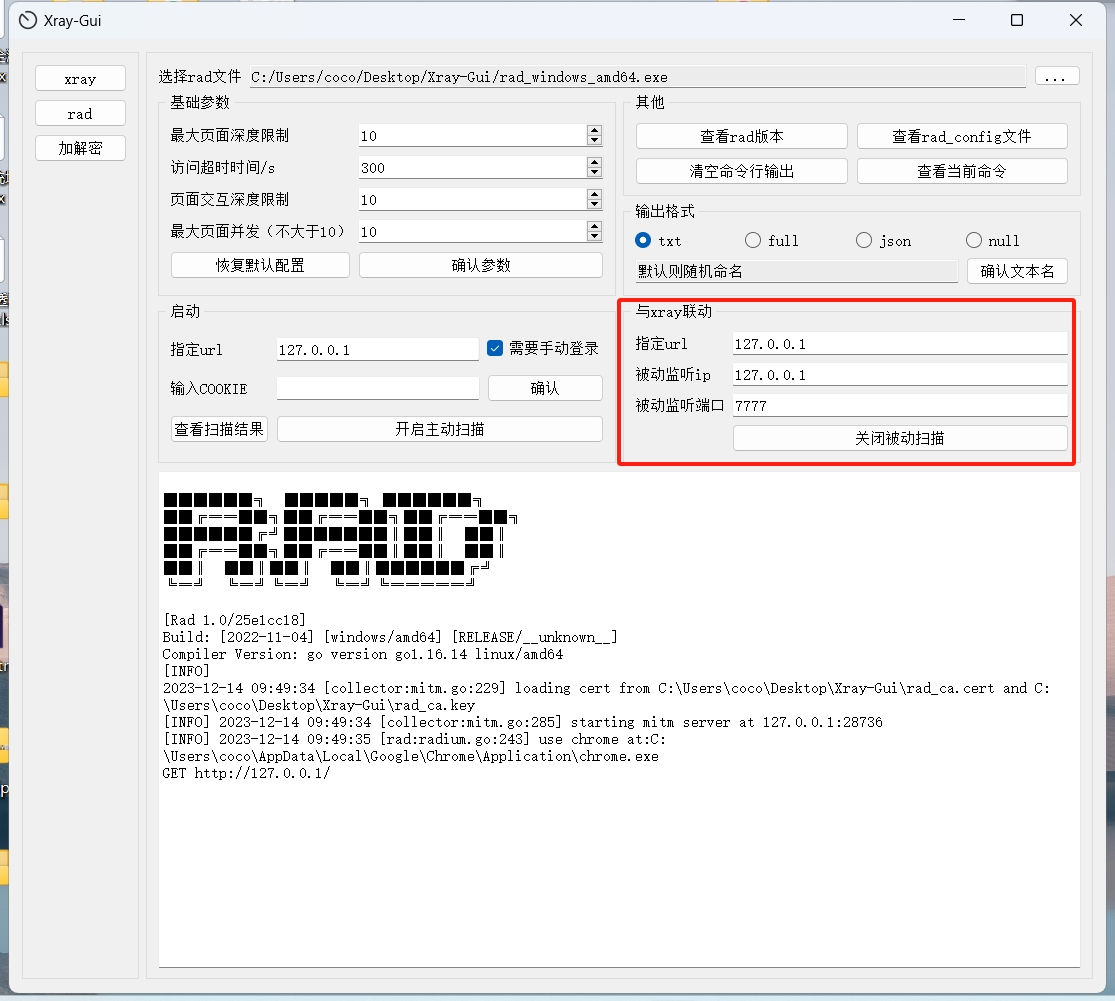 Xray-Gui
xray
rad
加解密
选择rad文件 C:/Users/coco/Desktop/Xray-Gui/rad_windows_amd64.exe ...
基础参数
最大页面深度限制 10
访问超时时间/s 300
页面交互深度限制 10
最大页面并发（不大于10） 10
恢复默认配置 确认参数
其他
查看rad版本 查看rad_config文件
清空命令行输出 查看当前命令
输出格式
txt full json null
默认则随机命名 确认文本名
启动
指定url 127.0.0.1 需要手动登录
输入COOKIE 确认
查看扫描结果 开启主动扫描
与xray联动
指定url 127.0.0.1
被动监听ip 127.0.0.1
被动监听端口 7777
关闭被动扫描
RAD
[Rad 1.0/25e1cc18]
Build: [2022-11-04] [windows/amd64] [RELEASE/__unknown__]
Compiler Version: go version go1.16.14 linux/amd64
[INFO]
2023-12-14 09:49:34 [collector:mitm.go:229] loading cert from C:\Users\coco\Desktop\Xray-Gui\rad_ca.cert and C:
\Users\coco\Desktop\Xray-Gui\rad_ca.key
[INFO] 2023-12-14 09:49:34 [collector:mitm.go:285] starting mitm server at 127.0.0.1:28736
[INFO] 2023-12-14 09:49:35 [rad:radium.go:243] use chrome at:C:
\Users\coco\AppData\Local\Google\Chrome\Application\chrome.exe
GET http://127.0.0.1/